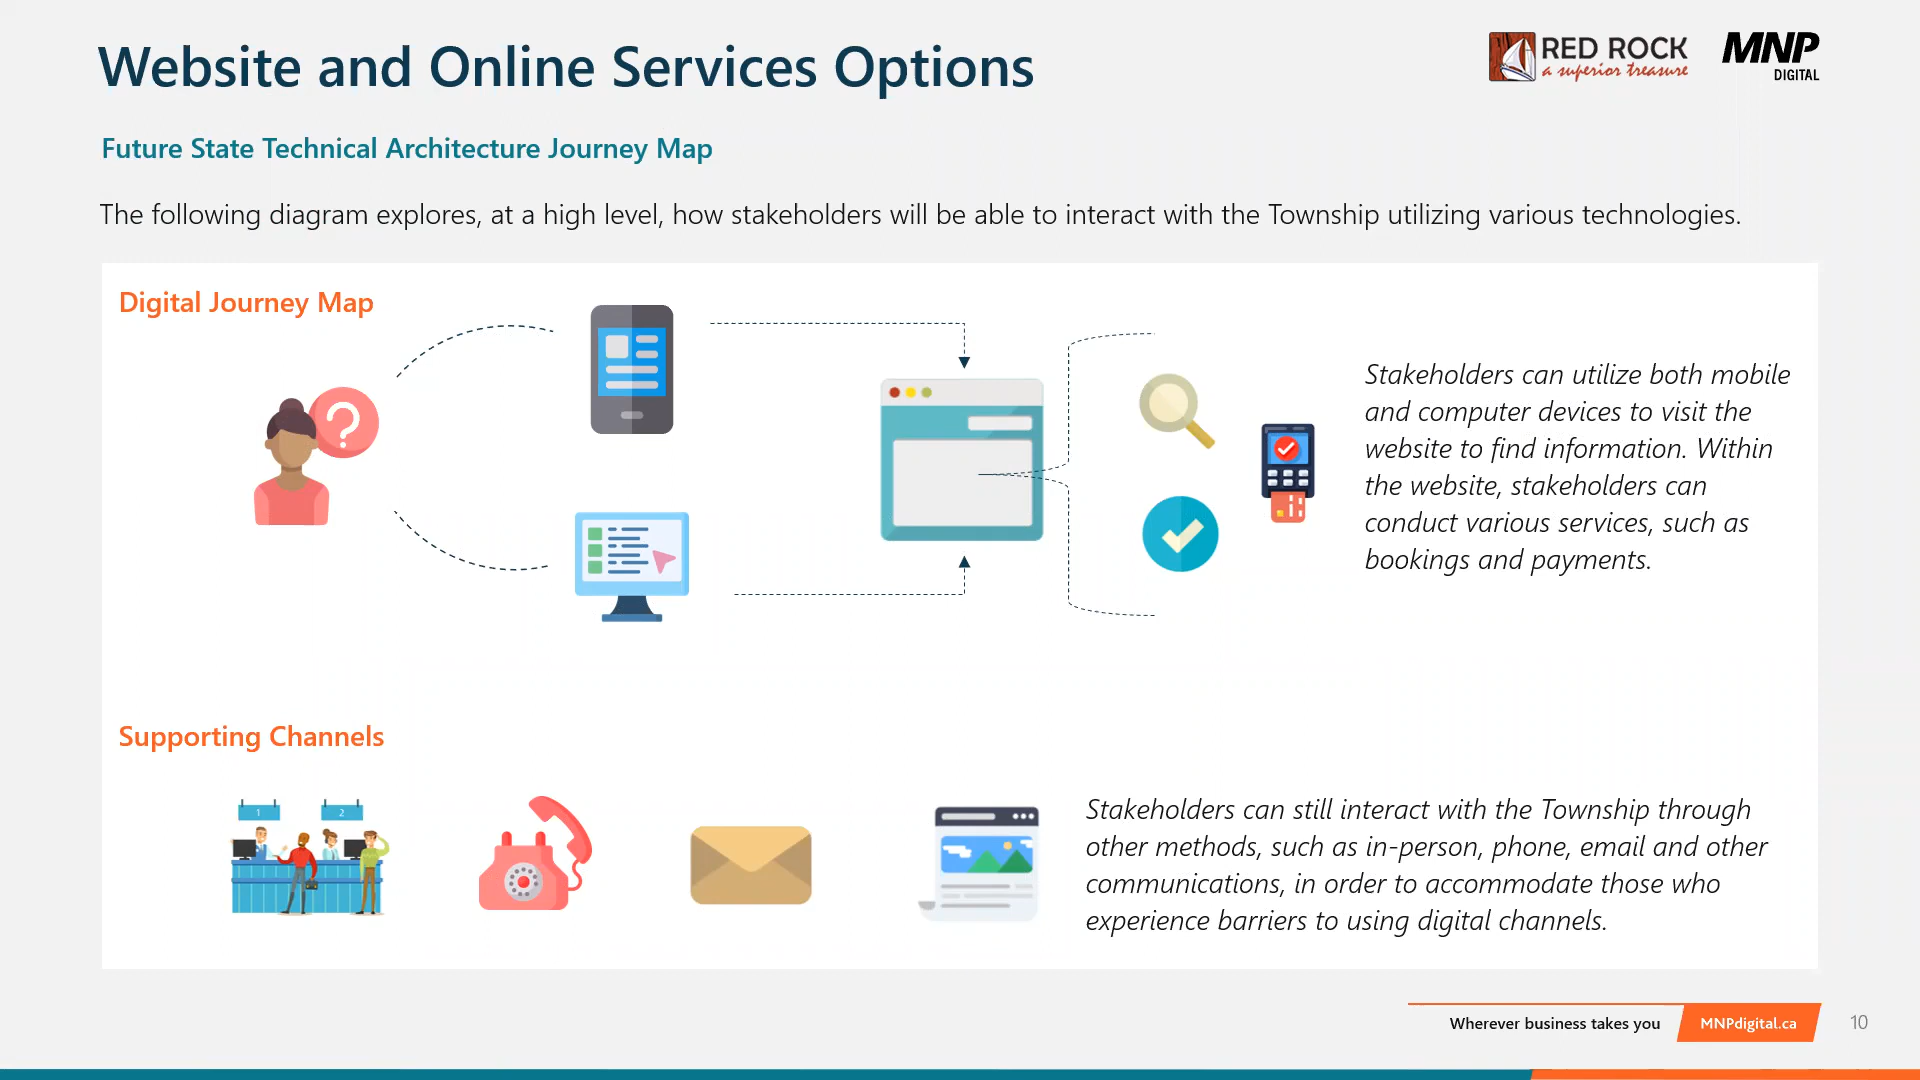 Website and Online Services Options
RED ROCK
a superior treasure
MNP
DIGITAL
Future State Technical Architecture Journey Map
The following diagram explores, at a high level, how stakeholders will be able to interact with the Township utilizing various technologies.
Digital Journey Map
?
Stakeholders can utilize both mobile
and computer devices to visit the
website to find information. Within
the website, stakeholders can
conduct various services, such as
bookings and payments.
Supporting Channels
1
2
Stakeholders can still interact with the Township through
other methods, such as in-person, phone, email and other
communications, in order to accommodate those who
experience barriers to using digital channels.
Wherever business takes you
MNPdigital.ca
10